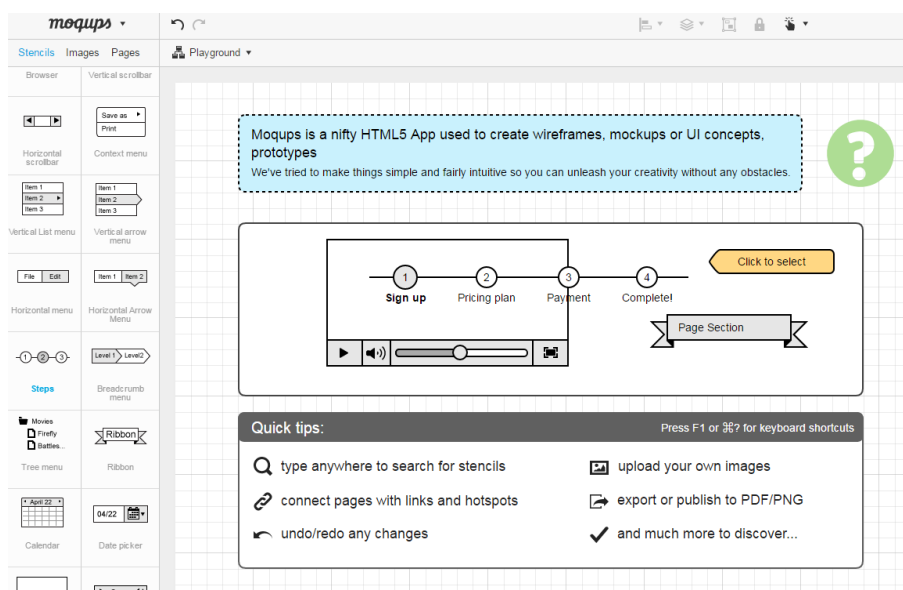 moqups
Stencils Images Pages
Playground
Browser
Vertical scrollbar
Save as
Print
Horizontal
scrollbar
Context menu
Item 1
Item 2
Item 3
Item 1
Item 2
Item 3
Vertical List menu
Vertical arrow
menu
File Edit
Item 1 Item 2
Horizontal menu
Horizontal Arrow
Menu
1 2 3
Level 1 Level2
Steps
Breadcrumb
menu
Movies
Firefly
Battles...
Ribbon
Tree menu
Ribbon
April 22
04/22
Calendar
Date picker
Moqups is a nifty HTML5 App used to create wireframes, mockups or UI concepts,
prototypes
We've tried to make things simple and fairly intuitive so you can unleash your creativity without any obstacles.
?
1 2 3 4
Sign up Pricing plan Payment Complete!
Click to select
Page Section
Quick tips:
Press F1 or ⌘? for keyboard shortcuts
type anywhere to search for stencils
upload your own images
connect pages with links and hotspots
export or publish to PDF/PNG
undo/redo any changes
and much more to discover...